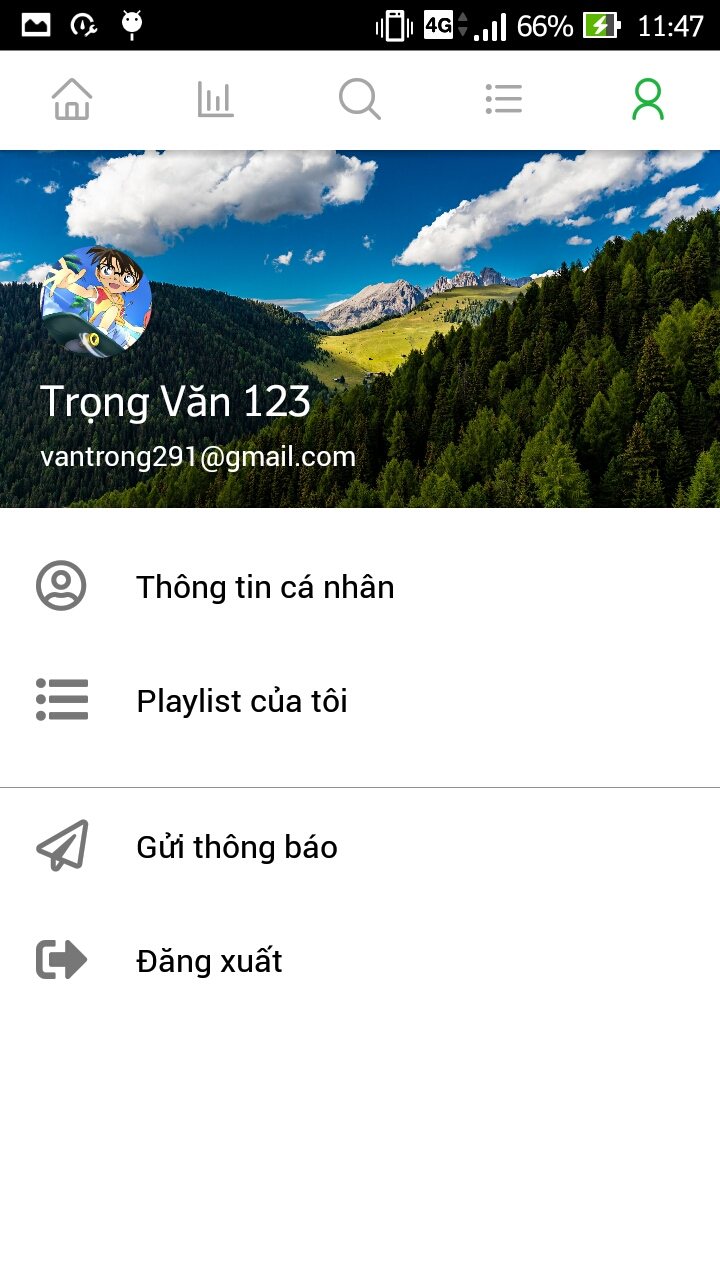 4G 66% 11:47
Trọng Văn 123
vantrong291@gmail.com
Thông tin cá nhân
Playlist của tôi
Gửi thông báo
Đăng xuất